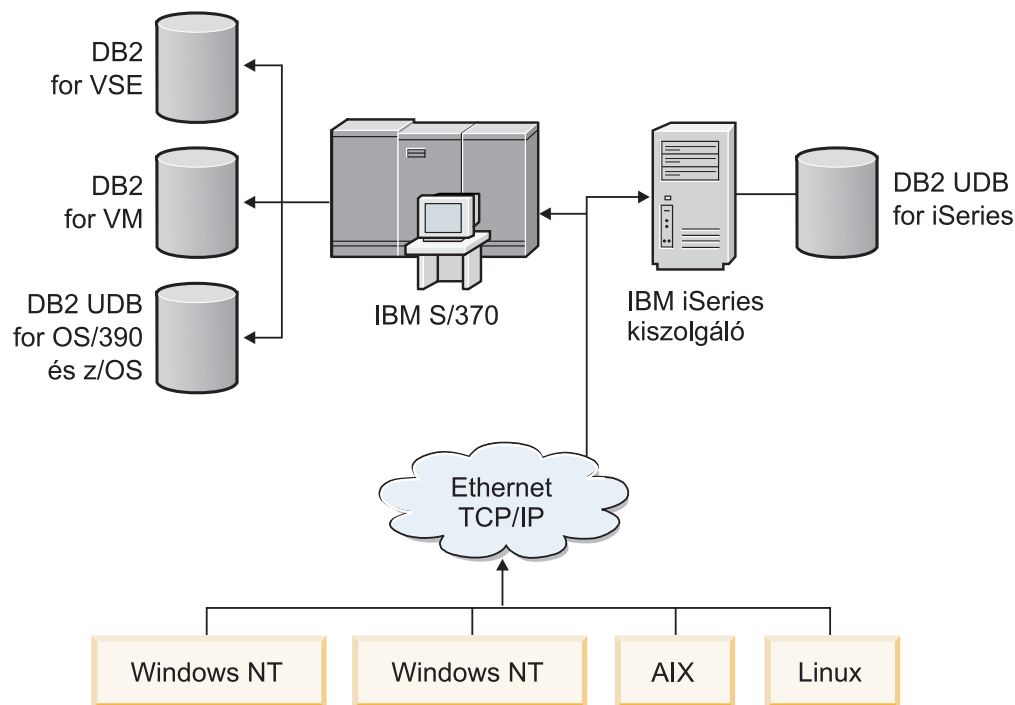 DB2
for VSE
DB2
for VM
DB2 UDB
for OS/390
és z/OS
IBM S/370
IBM iSeries
kiszolgáló
DB2 UDB
for iSeries
Ethernet
TCP/IP
Windows NT
Windows NT
AIX
Linux